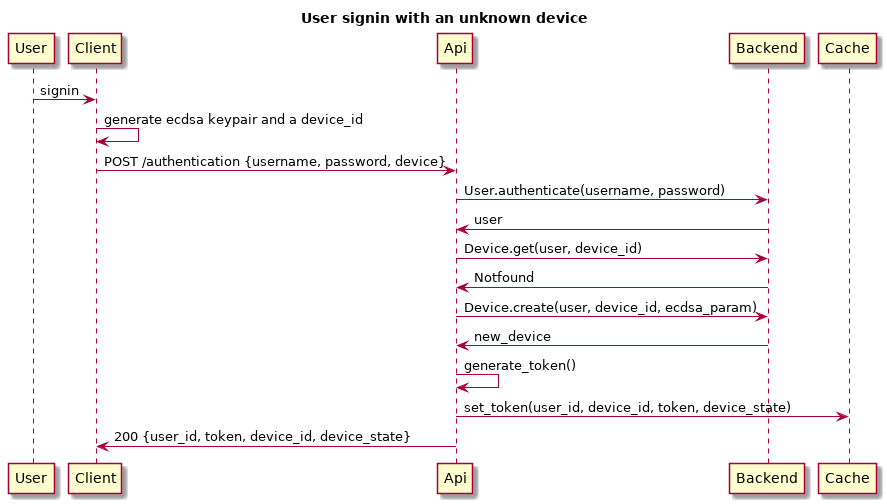 User signin with an unknown device
User Client Api Backend Cache
signin
generate ecdsa keypair and a device_id
POST /authentication {username, password, device}
User.authenticate(username, password)
user
Device.get(user, device_id)
Notfound
Device.create(user, device_id, ecdsa_param)
new_device
generate_token()
set_token(user_id, device_id, token, device_state)
200 {user_id, token, device_id, device_state}
User Client Api Backend Cache